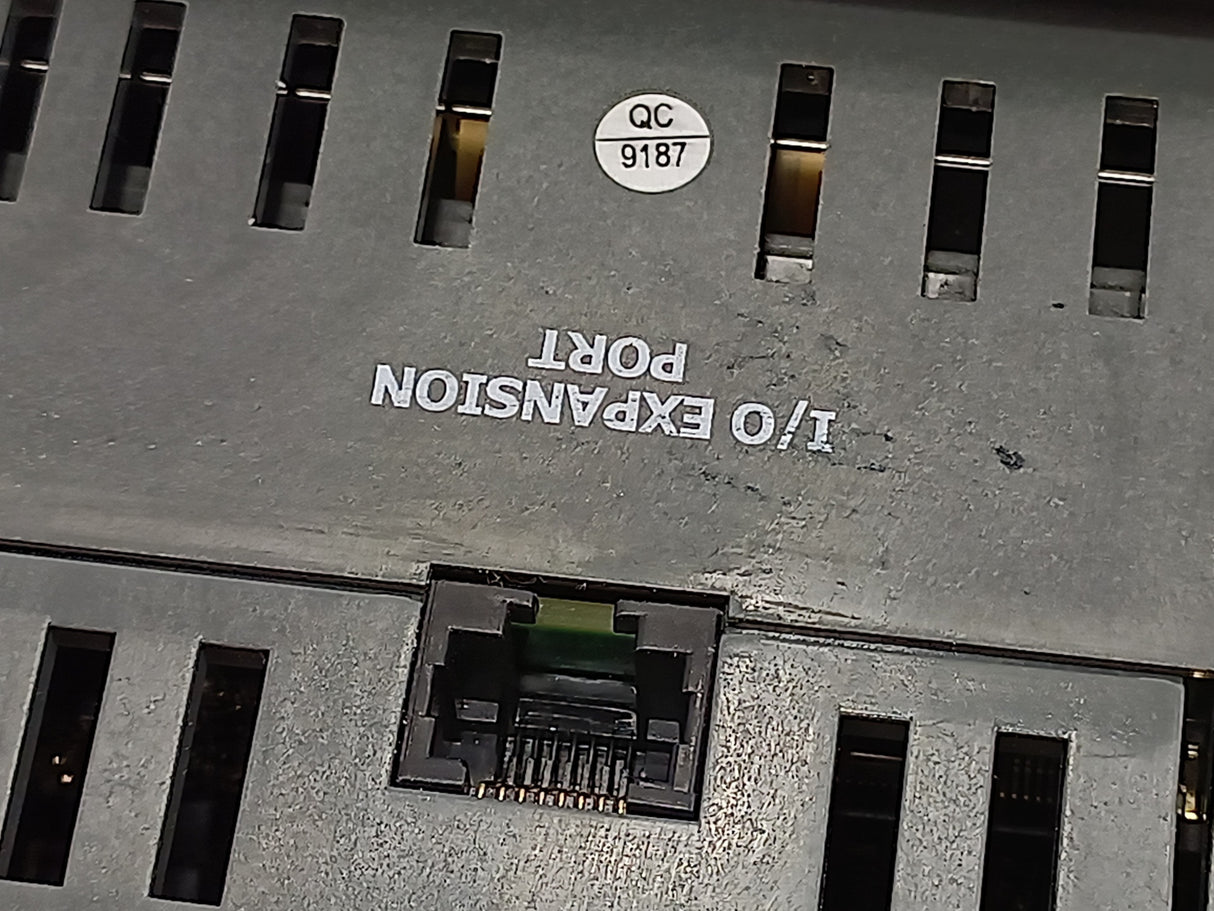 QC
9187
I/O EXPANSION
PORT